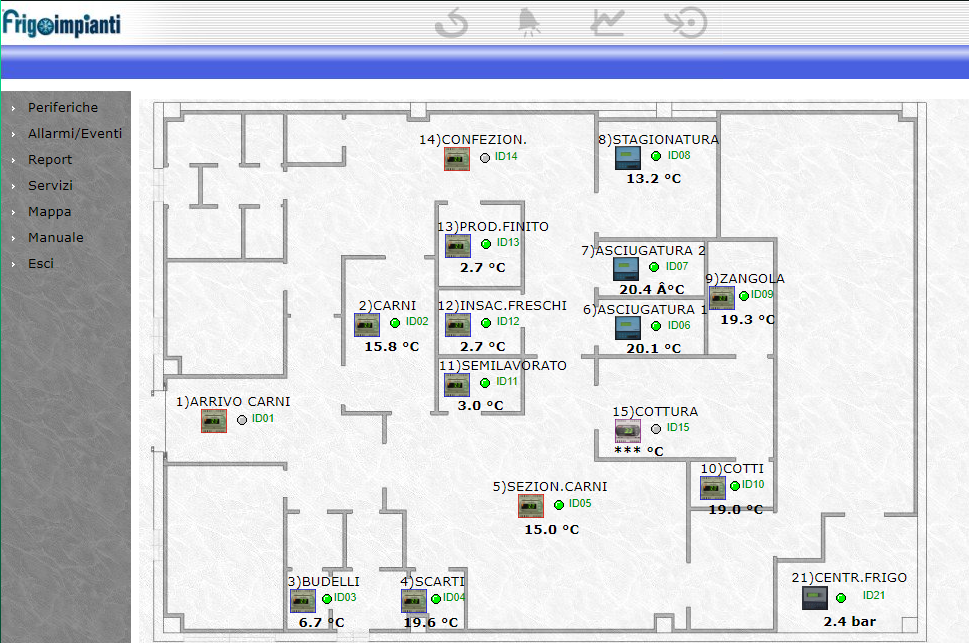 Frigoimpianti
Periferiche
Allarmi/Eventi
Report
Servizi
Mappa
Manuale
Esci
14)CONFEZION.
ID14
8)STAGIONATURA
ID08
13.2 °C
13)PROD.FINITO
ID13
2.7 °C
7)ASCIUGATURA 2
ID07
20.4 Â°C
9)ZANGOLA
ID09
19.3 °C
2)CARNI
ID02
15.8 °C
12)INSAC.FRESCHI
ID12
2.7 °C
6)ASCIUGATURA 1
ID06
20.1 °C
11)SEMILAVORATO
ID11
3.0 °C
1)ARRIVO CARNI
ID01
15)COTTURA
ID15
*** °C
10)COTTI
ID10
19.0 °C
5)SEZION.CARNI
ID05
15.0 °C
3)BUDELLI
ID03
6.7 °C
4)SCARTI
ID04
19.6 °C
21)CENTR.FRIGO
ID21
2.4 bar